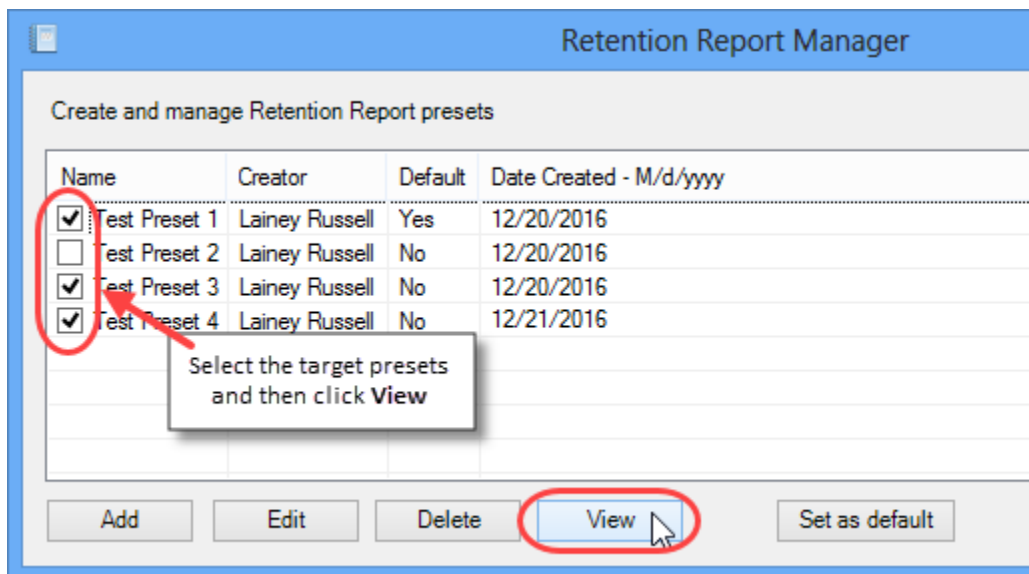 Retention Report Manager
Create and manage Retention Report presets
Name Creator Default Date Created - M/d/yyyy
Test Preset 1 Lainey Russell Yes 12/20/2016
Test Preset 2 Lainey Russell No 12/20/2016
Test Preset 3 Lainey Russell No 12/20/2016
Test Preset 4 Lainey Russell No 12/21/2016
Select the target presets
and then click View
Add Edit Delete View Set as default